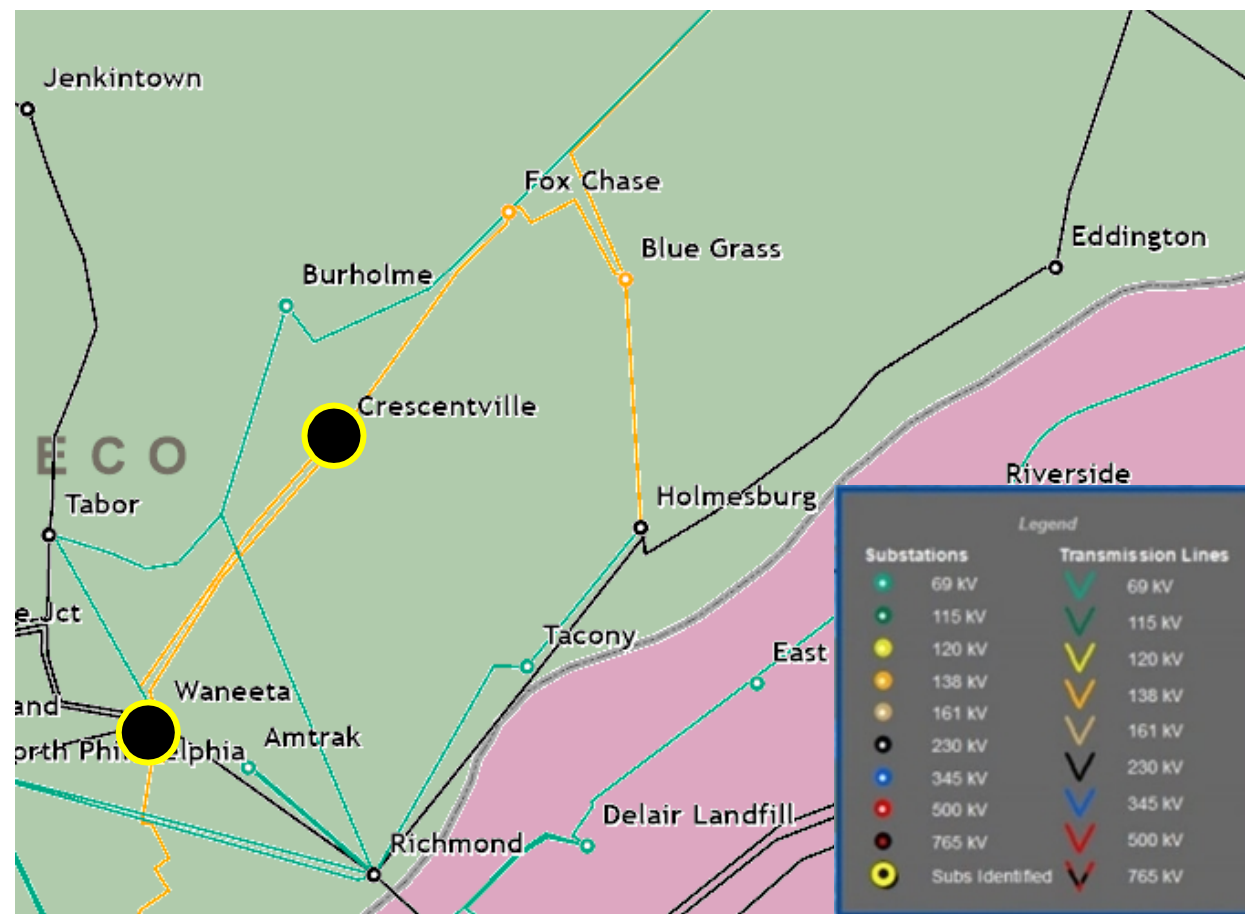 Jenkintown
Fox Chase
Eddington
Blue Grass
Burholme
Crescentville
E C O
Riverside
Holmesburg
Tabor
e Jct
Tacony
East
Waneeta
and
Amtrak
orth Philadelphia
Delair Landfill
Richmond
Legend
Substations
Transmission Lines
69 kV
69 kV
115 kV
115 kV
120 kV
120 kV
138 kV
138 kV
161 kV
161 kV
230 kV
230 kV
345 kV
345 kV
500 kV
500 kV
765 kV
Subs Identified
765 kV